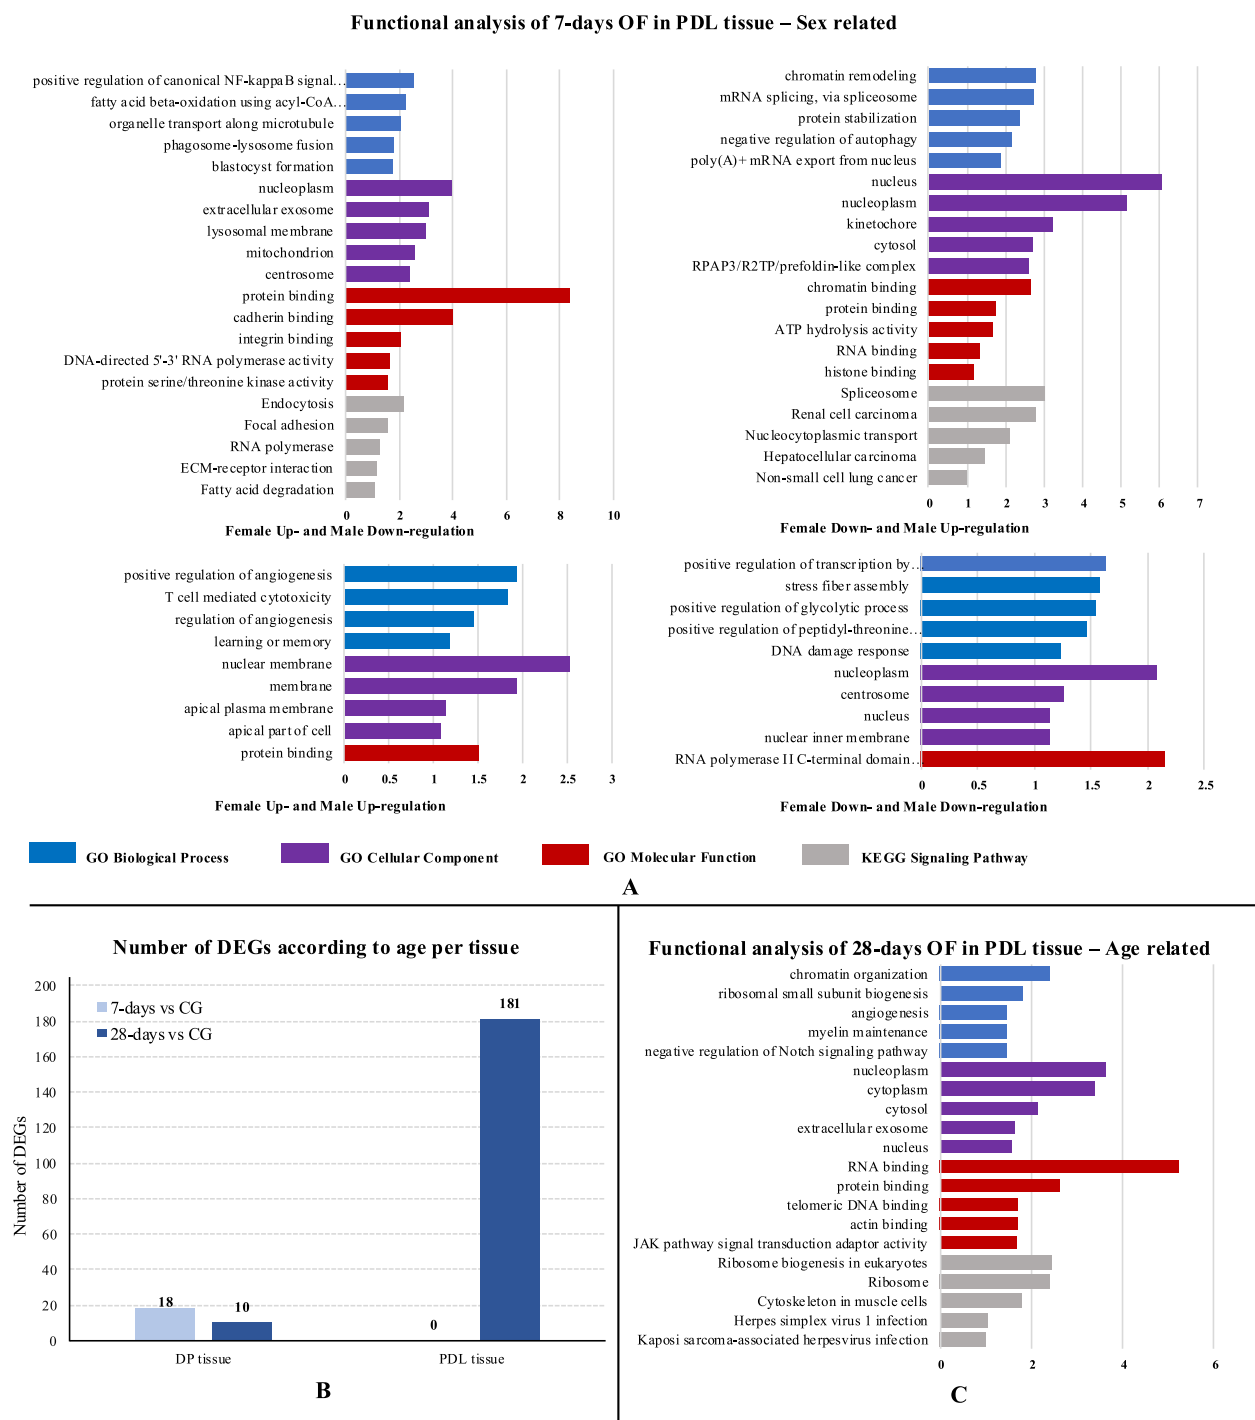 Functional analysis of 7-days OF in PDL tissue – Sex related
positive regulation of canonical NF-kappaB signal…
fatty acid beta-oxidation using acyl-CoA…
organelle transport along microtubule
phagosome-lysosome fusion
blastocyst formation
nucleoplasm
extracellular exosome
lysosomal membrane
mitochondrion
centrosome
protein binding
cadherin binding
integrin binding
DNA-directed 5'-3' RNA polymerase activity
protein serine/threonine kinase activity
Endocytosis
Focal adhesion
RNA polymerase
ECM-receptor interaction
Fatty acid degradation
0 2 4 6 8 10
Female Up- and Male Down-regulation
chromatin remodeling
mRNA splicing, via spliceosome
protein stabilization
negative regulation of autophagy
poly(A)+ mRNA export from nucleus
nucleus
nucleoplasm
kinetochore
cytosol
RPAP3/R2TP/prefoldin-like complex
chromatin binding
protein binding
ATP hydrolysis activity
RNA binding
histone binding
Spliceosome
Renal cell carcinoma
Nucleocytoplasmic transport
Hepatocellular carcinoma
Non-small cell lung cancer
0 1 2 3 4 5 6 7
Female Down- and Male Up-regulation
positive regulation of angiogenesis
T cell mediated cytotoxicity
regulation of angiogenesis
learning or memory
nuclear membrane
membrane
apical plasma membrane
apical part of cell
protein binding
0 0.5 1 1.5 2 2.5 3
Female Up- and Male Up-regulation
positive regulation of transcription by…
stress fiber assembly
positive regulation of glycolytic process
positive regulation of peptidyl-threonine…
DNA damage response
nucleoplasm
centrosome
nucleus
nuclear inner membrane
RNA polymerase II C-terminal domain…
0 0.5 1 1.5 2 2.5
Female Down- and Male Down-regulation
GO Biological Process
GO Cellular Component
GO Molecular Function
KEGG Signaling Pathway
A
Number of DEGs according to age per tissue
7-days vs CG
28-days vs CG
Number of DEGs
200
180
160
140
120
100
80
60
40
20
0
18
10
0
181
DP tissue
PDL tissue
B
Functional analysis of 28-days OF in PDL tissue – Age related
chromatin organization
ribosomal small subunit biogenesis
angiogenesis
myelin maintenance
negative regulation of Notch signaling pathway
nucleoplasm
cytoplasm
cytosol
extracellular exosome
nucleus
RNA binding
protein binding
telomeric DNA binding
actin binding
JAK pathway signal transduction adaptor activity
Ribosome biogenesis in eukaryotes
Ribosome
Cytoskeleton in muscle cells
Herpes simplex virus 1 infection
Kaposi sarcoma-associated herpesvirus infection
0 2 4 6
C